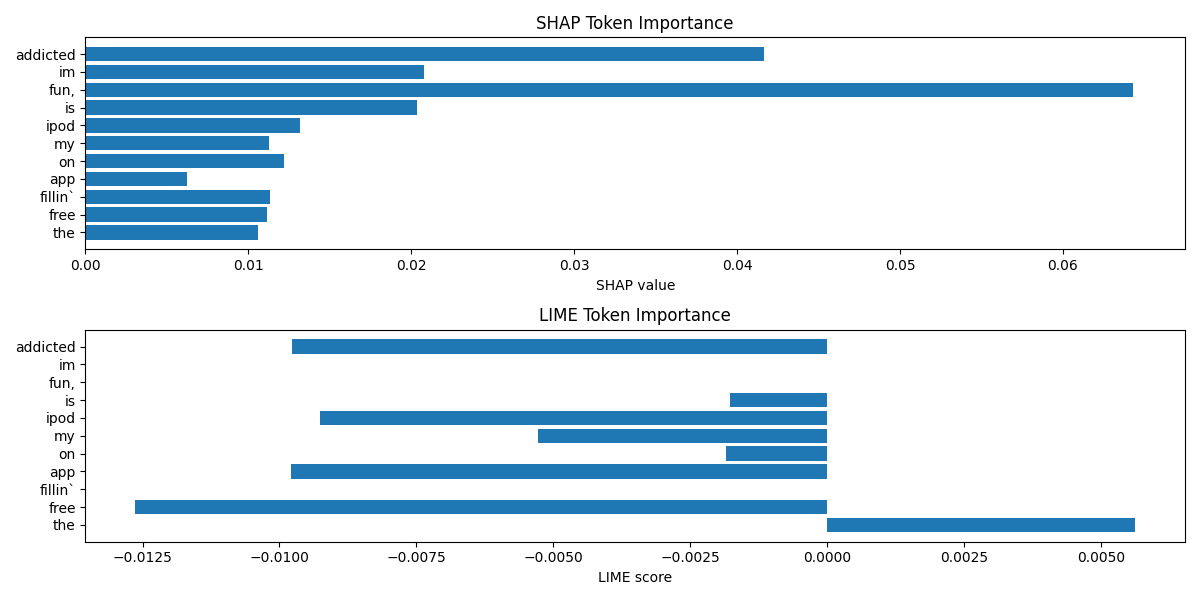 SHAP Token Importance
addicted
im
fun,
is
ipod
my
on
app
fillin`
free
the
0.00 0.01 0.02 0.03 0.04 0.05 0.06
SHAP value
LIME Token Importance
addicted
im
fun,
is
ipod
my
on
app
fillin`
free
the
−0.0125 −0.0100 −0.0075 −0.0050 −0.0025 0.0000 0.0025 0.0050
LIME score